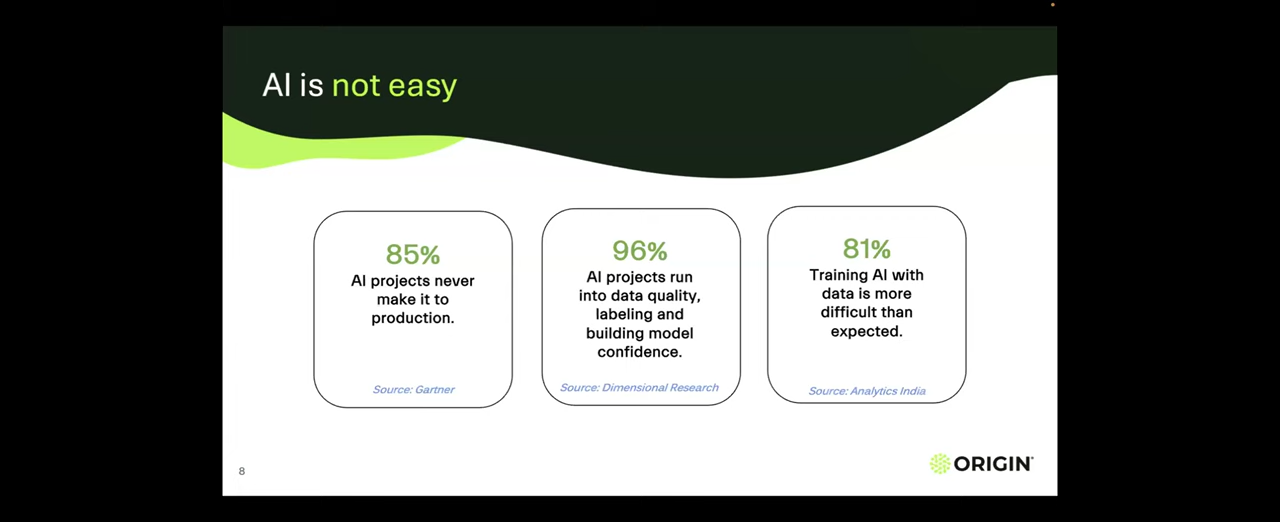 AI is not easy
85%
AI projects never
make it to
production.
Source: Gartner
96%
AI projects run
into data quality,
labeling and
building model
confidence.
Source: Dimensional Research
81%
Training AI with
data is more
difficult than
expected.
Source: Analytics India
8
ORIGIN